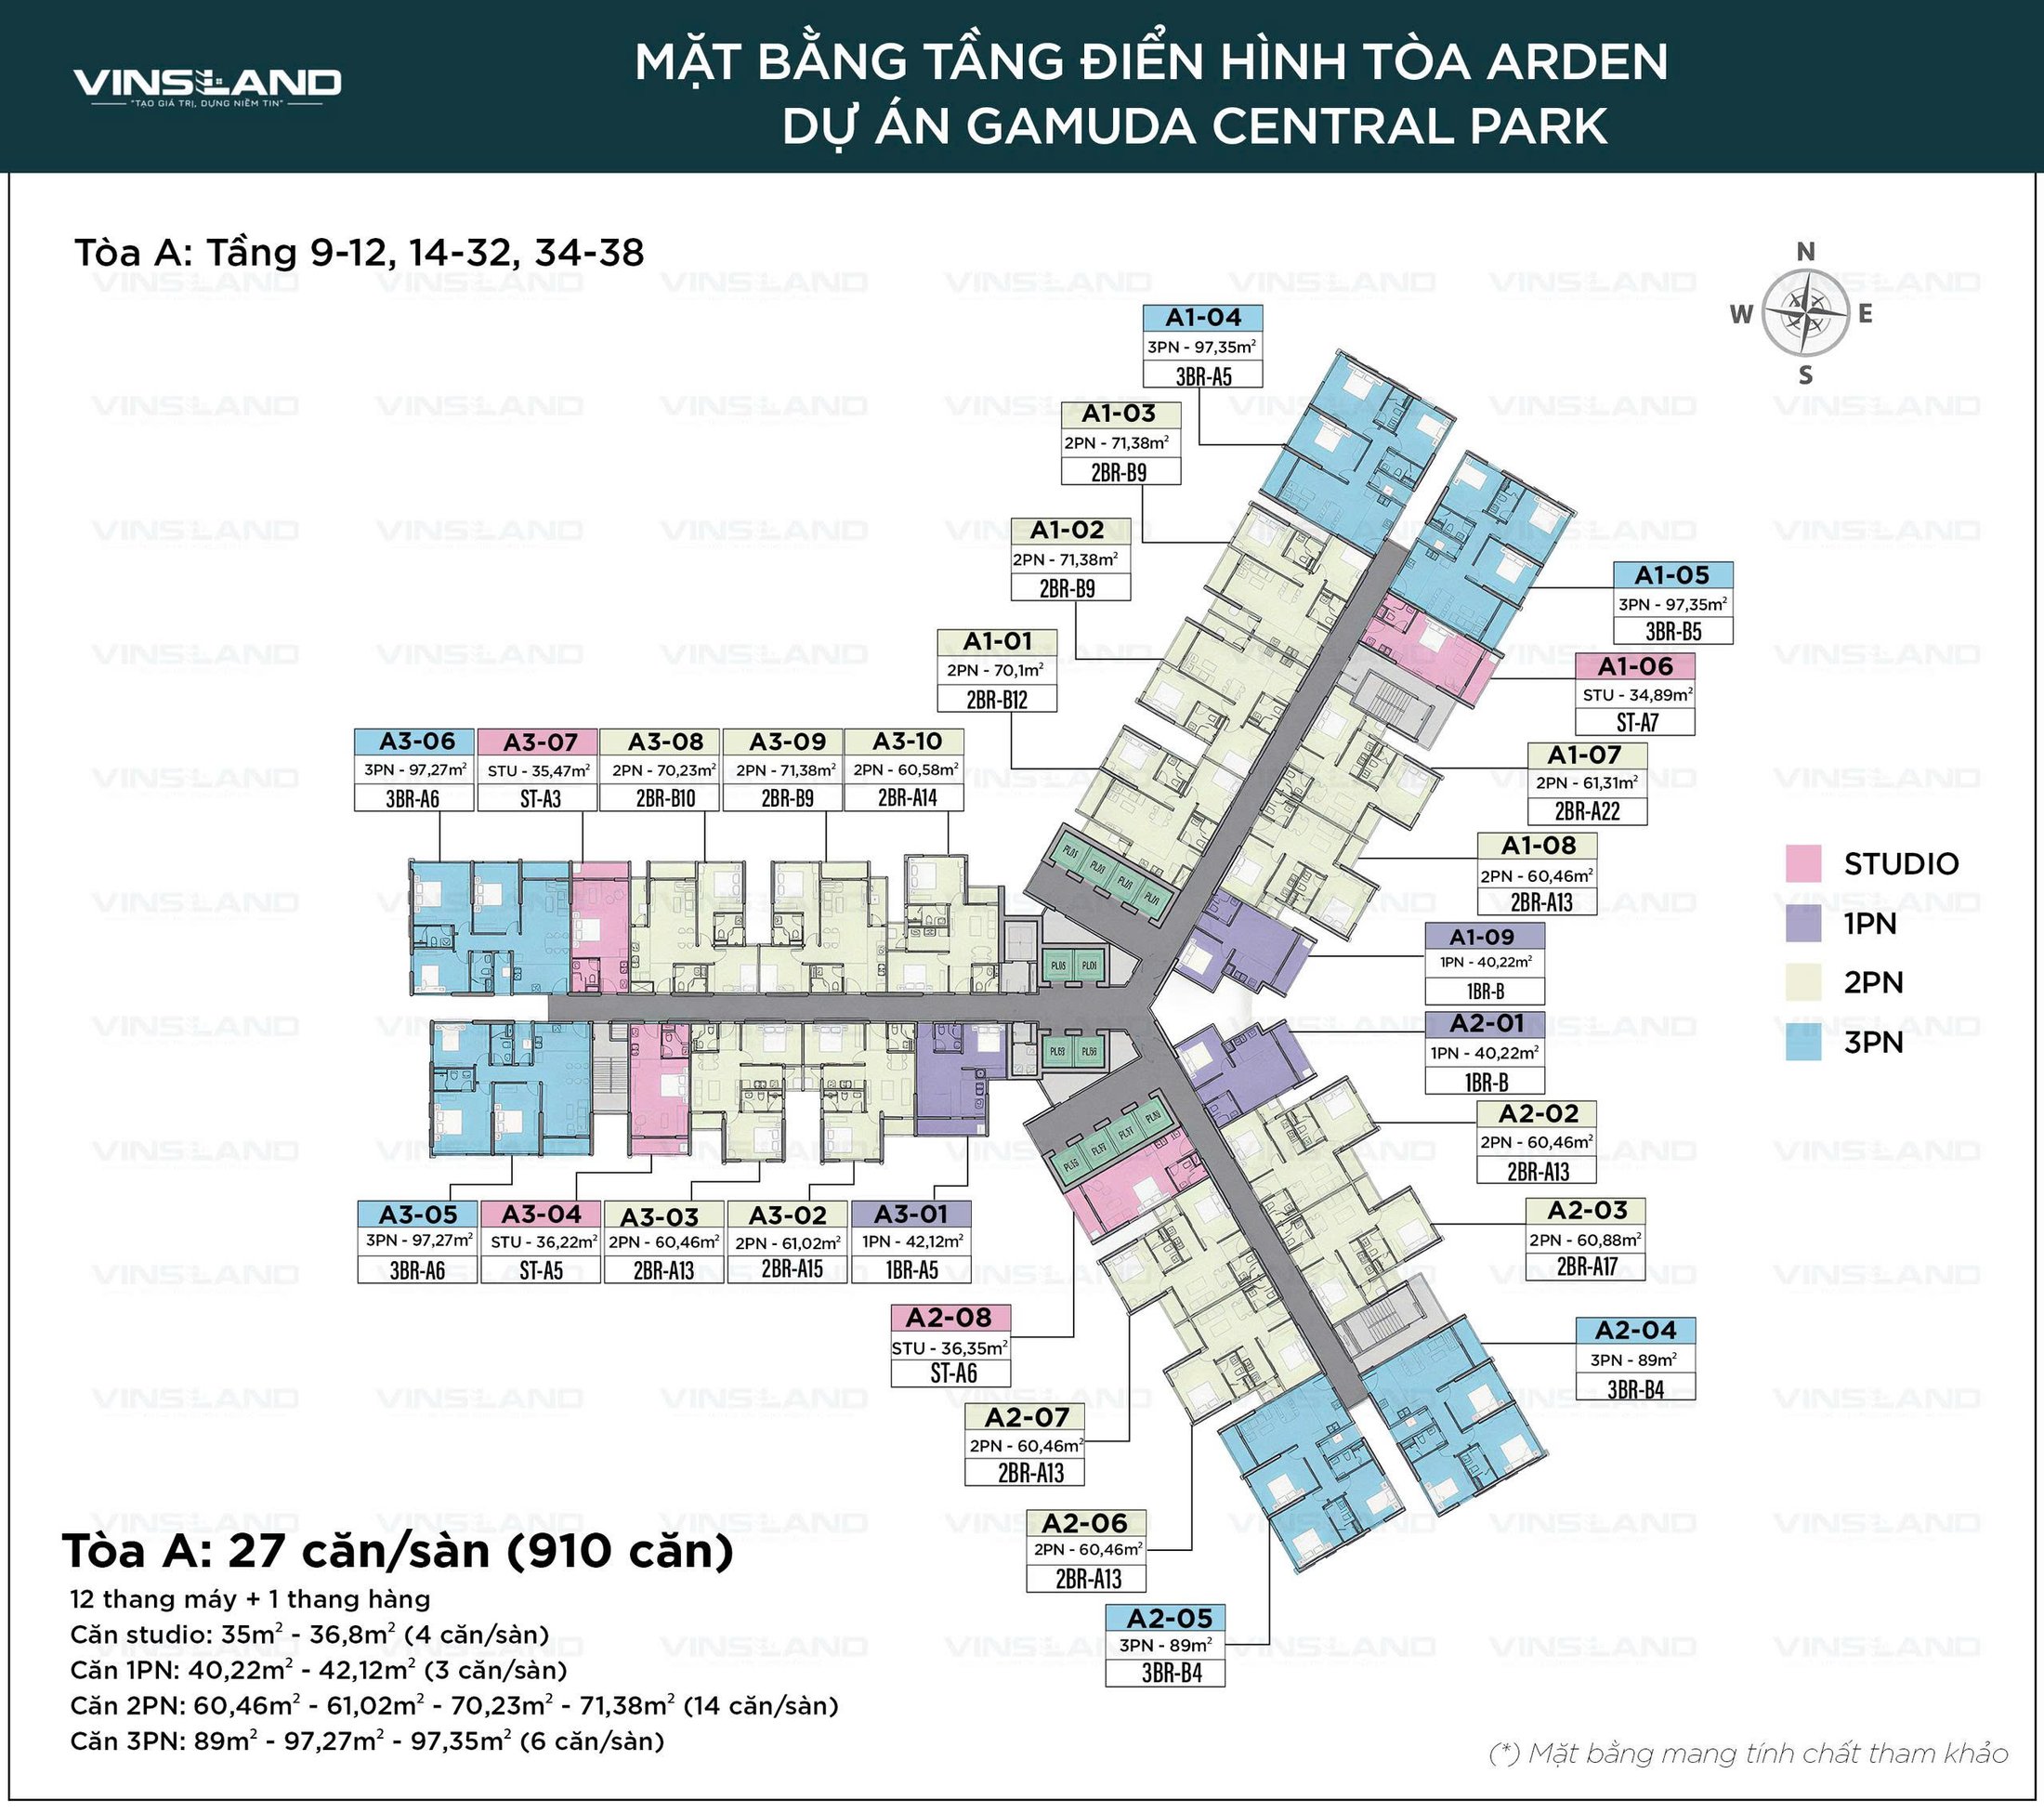 VINSLAND
"TẠO GIÁ TRỊ, DỰNG NIỀM TIN"
MẶT BẰNG TẦNG ĐIỂN HÌNH TÒA ARDEN
DỰ ÁN GAMUDA CENTRAL PARK
Tòa A: Tầng 9-12, 14-32, 34-38
N
W
E
S
A1-04
3PN - 97,35m²
3BR-A5
A1-03
2PN - 71,38m²
2BR-B9
A1-02
2PN - 71,38m²
2BR-B9
A1-01
2PN - 70,1m²
2BR-B12
A1-05
3PN - 97,35m²
3BR-B5
A1-06
STU - 34,89m²
ST-A7
A1-07
2PN - 61,31m²
2BR-A22
A1-08
2PN - 60,46m²
2BR-A13
A1-09
1PN - 40,22m²
1BR-B
A3-06
3PN - 97,27m²
3BR-A6
A3-07
STU - 35,47m²
ST-A3
A3-08
2PN - 70,23m²
2BR-B10
A3-09
2PN - 71,38m²
2BR-B9
A3-10
2PN - 60,58m²
2BR-A14
STUDIO
1PN
2PN
3PN
A2-01
1PN - 40,22m²
1BR-B
A2-02
2PN - 60,46m²
2BR-A13
A2-03
2PN - 60,88m²
2BR-A17
A2-04
3PN - 89m²
3BR-B4
A3-05
3PN - 97,27m²
3BR-A6
A3-04
STU - 36,22m²
ST-A5
A3-03
2PN - 60,46m²
2BR-A13
A3-02
2PN - 61,02m²
2BR-A15
A3-01
1PN - 42,12m²
1BR-A5
A2-08
STU - 36,35m²
ST-A6
A2-07
2PN - 60,46m²
2BR-A13
A2-06
2PN - 60,46m²
2BR-A13
A2-05
3PN - 89m²
3BR-B4
Tòa A: 27 căn/sàn (910 căn)
12 thang máy + 1 thang hàng
Căn studio: 35m² - 36,8m² (4 căn/sàn)
Căn 1PN: 40,22m² - 42,12m² (3 căn/sàn)
Căn 2PN: 60,46m² - 61,02m² - 70,23m² - 71,38m² (14 căn/sàn)
Căn 3PN: 89m² - 97,27m² - 97,35m² (6 căn/sàn)
(*) Mặt bằng mang tính chất tham khảo